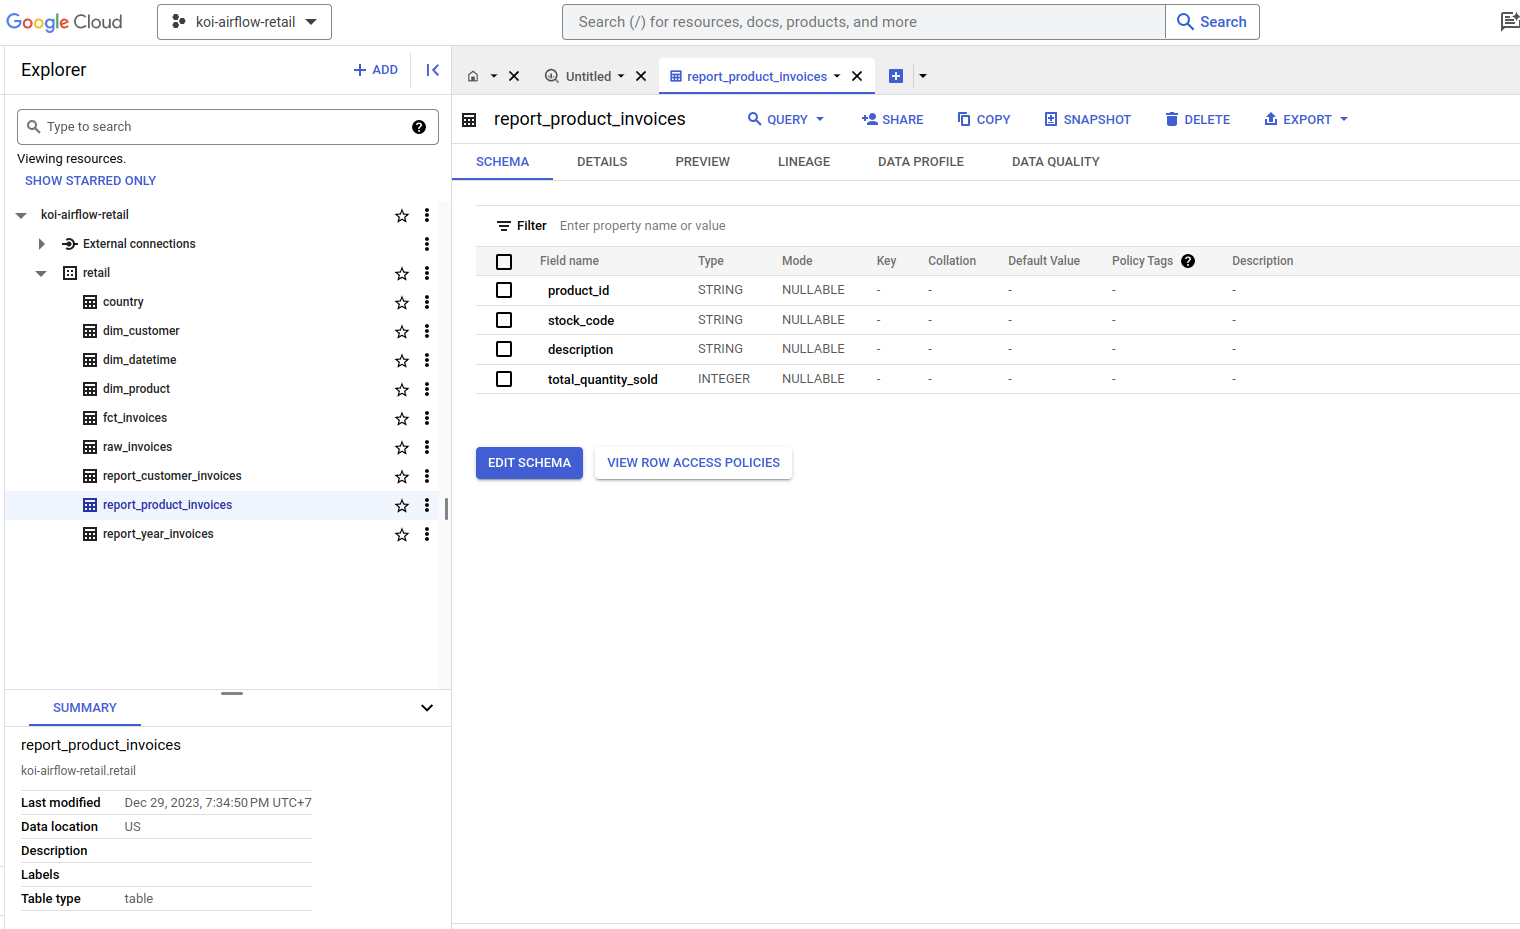 Google Cloud koi-airflow-retail Search (/) for resources, docs, products, and more Search
Explorer ADD
Untitled report_product_invoices
Type to search
Viewing resources.
SHOW STARRED ONLY
koi-airflow-retail
External connections
retail
country
dim_customer
dim_datetime
dim_product
fct_invoices
raw_invoices
report_customer_invoices
report_product_invoices
report_year_invoices
SUMMARY
report_product_invoices
koi-airflow-retail.retail
Last modified Dec 29, 2023, 7:34:50 PM UTC+7
Data location US
Description
Labels
Table type table
report_product_invoices QUERY SHARE COPY SNAPSHOT DELETE EXPORT
SCHEMA DETAILS PREVIEW LINEAGE DATA PROFILE DATA QUALITY
Filter Enter property name or value
Field name Type Mode Key Collation Default Value Policy Tags Description
product_id STRING NULLABLE - - - - -
stock_code STRING NULLABLE - - - - -
description STRING NULLABLE - - - - -
total_quantity_sold INTEGER NULLABLE - - - - -
EDIT SCHEMA VIEW ROW ACCESS POLICIES